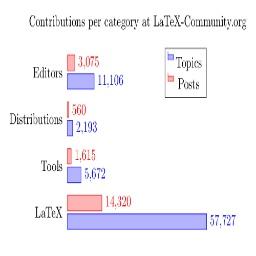 Contributions per category at LaTeX-Community.org
Topics
Posts
Editors
3,075
11,106
Distributions
560
2,193
Tools
1,615
5,672
LaTeX
14,320
57,727